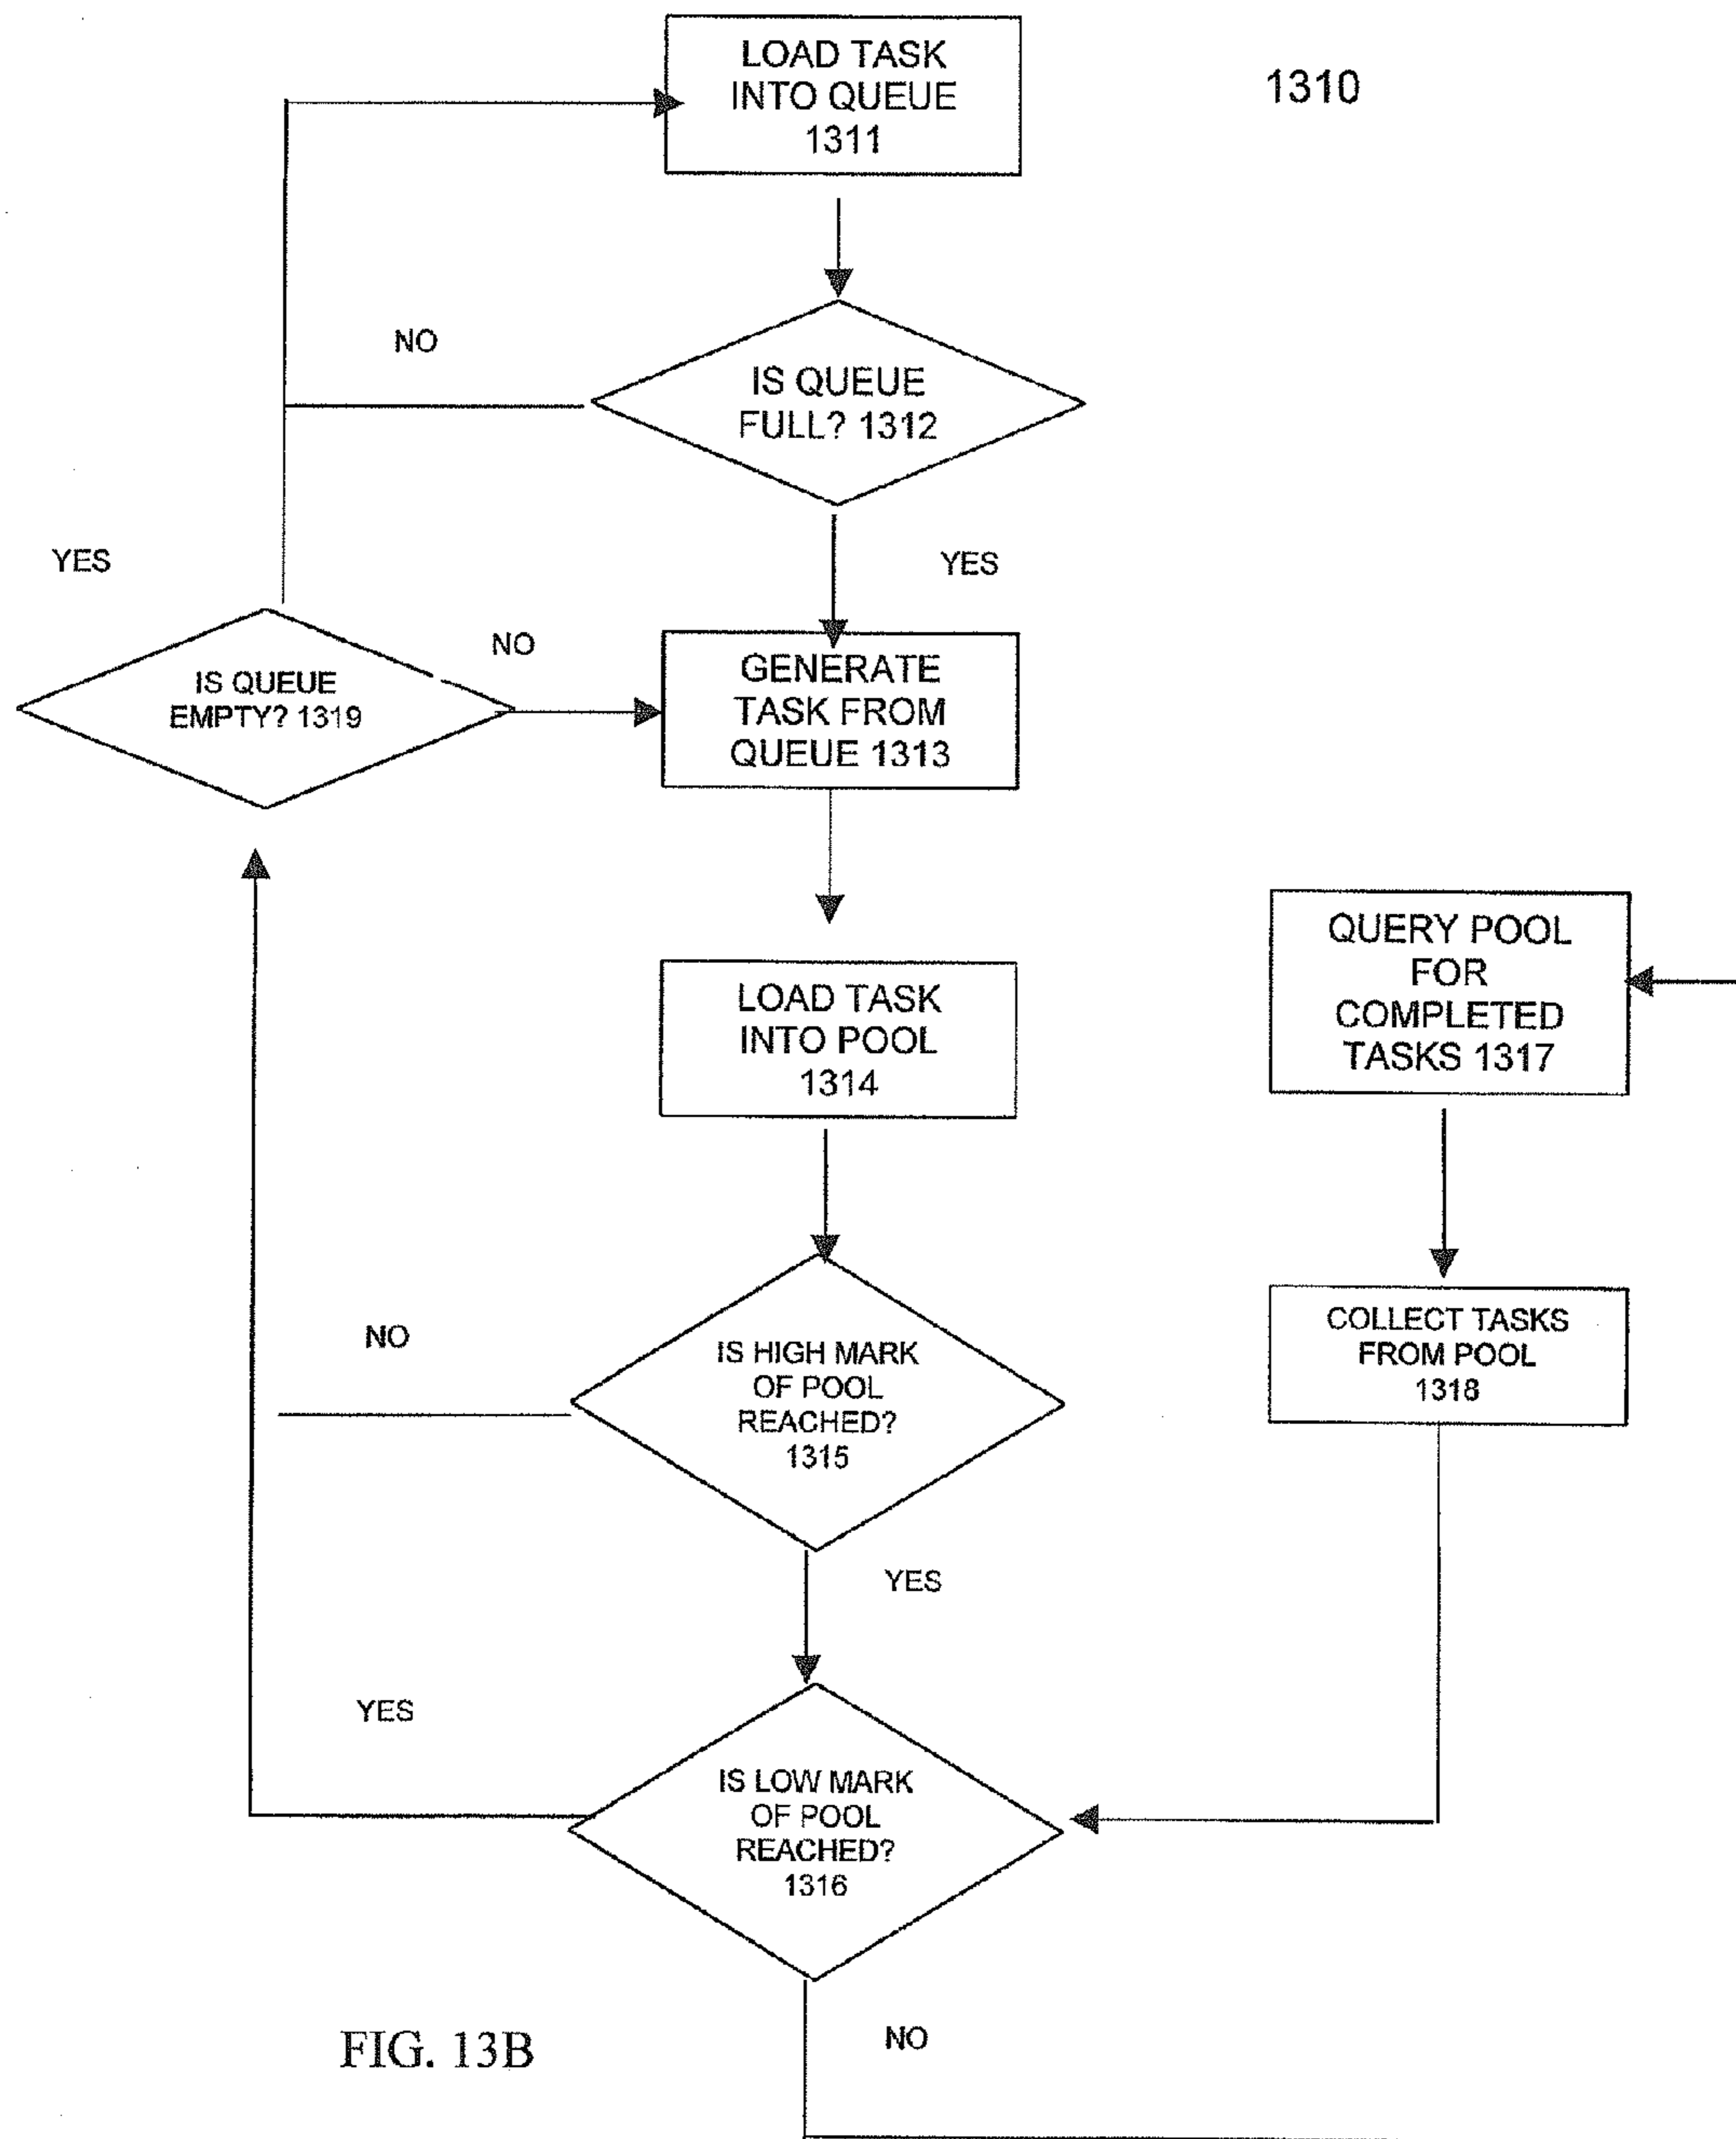 LOAD TASK
INTO QUEUE
1311
1310
NO
IS QUEUE
FULL? 1312
YES
YES
NO
IS QUEUE
EMPTY? 1319
GENERATE
TASK FROM
QUEUE 1313
QUERY POOL
FOR
COMPLETED
TASKS 1317
LOAD TASK
INTO POOL
1314
COLLECT TASKS
FROM POOL
1318
NO
IS HIGH MARK
OF POOL
REACHED?
1315
YES
YES
IS LOW MARK
OF POOL
REACHED?
1316
NO
FIG. 13B